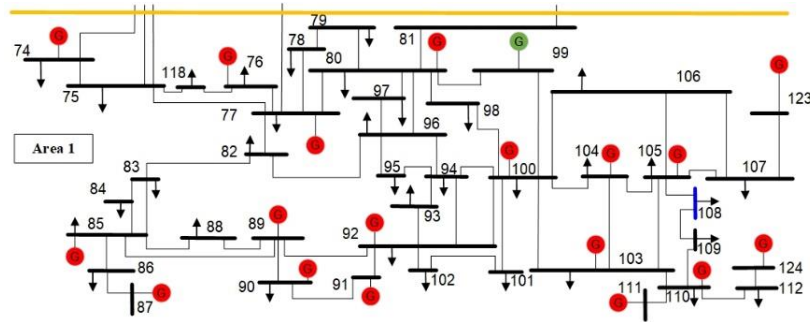 79
74 G G 76 78 80 81 G G 99 G
75 118 77 106 123
97 98
G 96
82 104 G 105 G
Area 1 95 94 100 G 107
83
84 93 108
85 89 G 92 G 109
88
G 86 102 101 G 103 G G 124
87 G 90 G 91 G 111 G 110 112